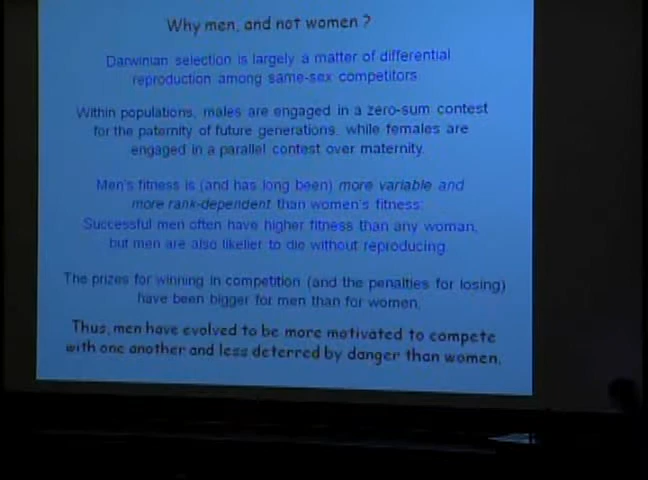 Why men, and not women ?
Darwinian selection is largely a matter of differential
reproduction among same-sex competitors.
Within populations, males are engaged in a zero-sum contest
for the paternity of future generations, while females are
engaged in a parallel contest over maternity.
Men's fitness is (and has long been) more variable and
more rank-dependent than women's fitness:
Successful men often have higher fitness than any woman,
but men are also likelier to die without reproducing.
The prizes for winning in competition (and the penalties for losing)
have been bigger for men than for women.
Thus, men have evolved to be more motivated to compete
with one another and less deterred by danger than women.